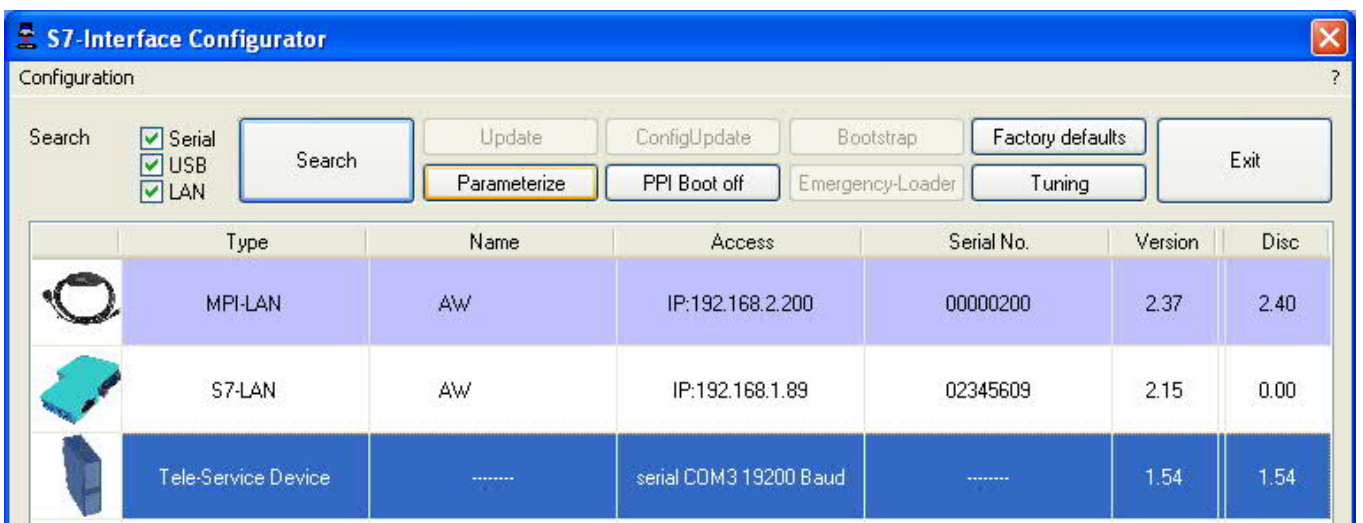 S7-Interface Configurator
Configuration ?
Search Serial USB LAN Search Update ConfigUpdate Bootstrap Factory defaults Exit
Parameterize PPI Boot off Emergency-Loader Tuning
Type Name Access Serial No. Version Disc
MPI-LAN AW IP:192.168.2.200 00000200 2.37 2.40
S7-LAN AW IP:192.168.1.89 02345609 2.15 0.00
Tele-Service Device ------- serial COM3 19200 Baud -------- 1.54 1.54